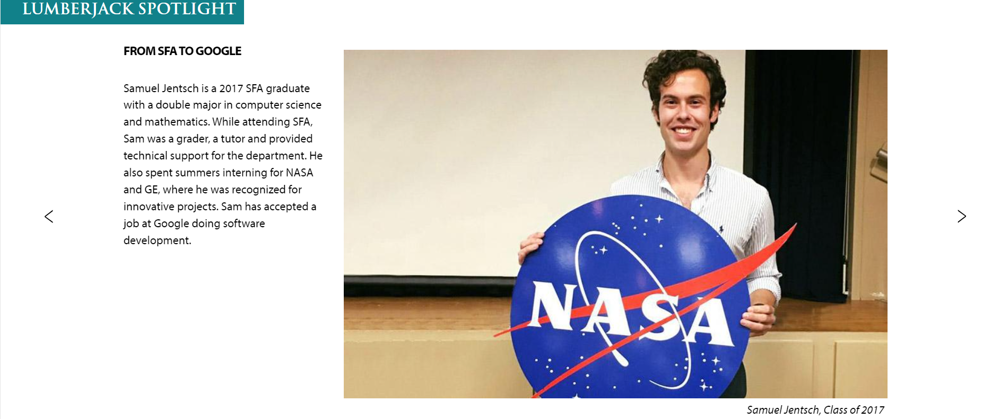 LUMBERJACK SPOTLIGHT
FROM SFA TO GOOGLE
Samuel Jentsch is a 2017 SFA graduate
with a double major in computer science
and mathematics. While attending SFA,
Sam was a grader, a tutor and provided
technical support for the department. He
also spent summers interning for NASA
and GE, where he was recognized for
innovative projects. Sam has accepted a
job at Google doing software
development.
NASA
Samuel Jentsch, Class of 2017